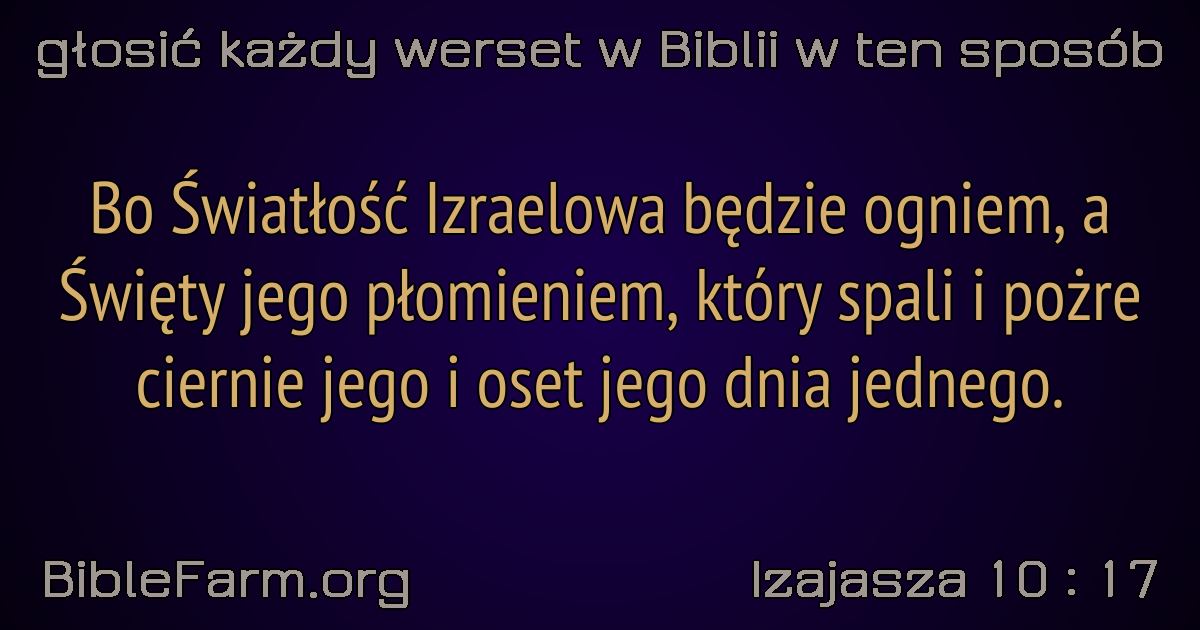 głosić każdy werset w Biblii w ten sposób
Bo Światłość Izraelowa będzie ogniem, a
Święty jego płomieniem, który spali i pożre
ciernie jego i oset jego dnia jednego.
BibleFarm.org
Izajasza 10 : 17